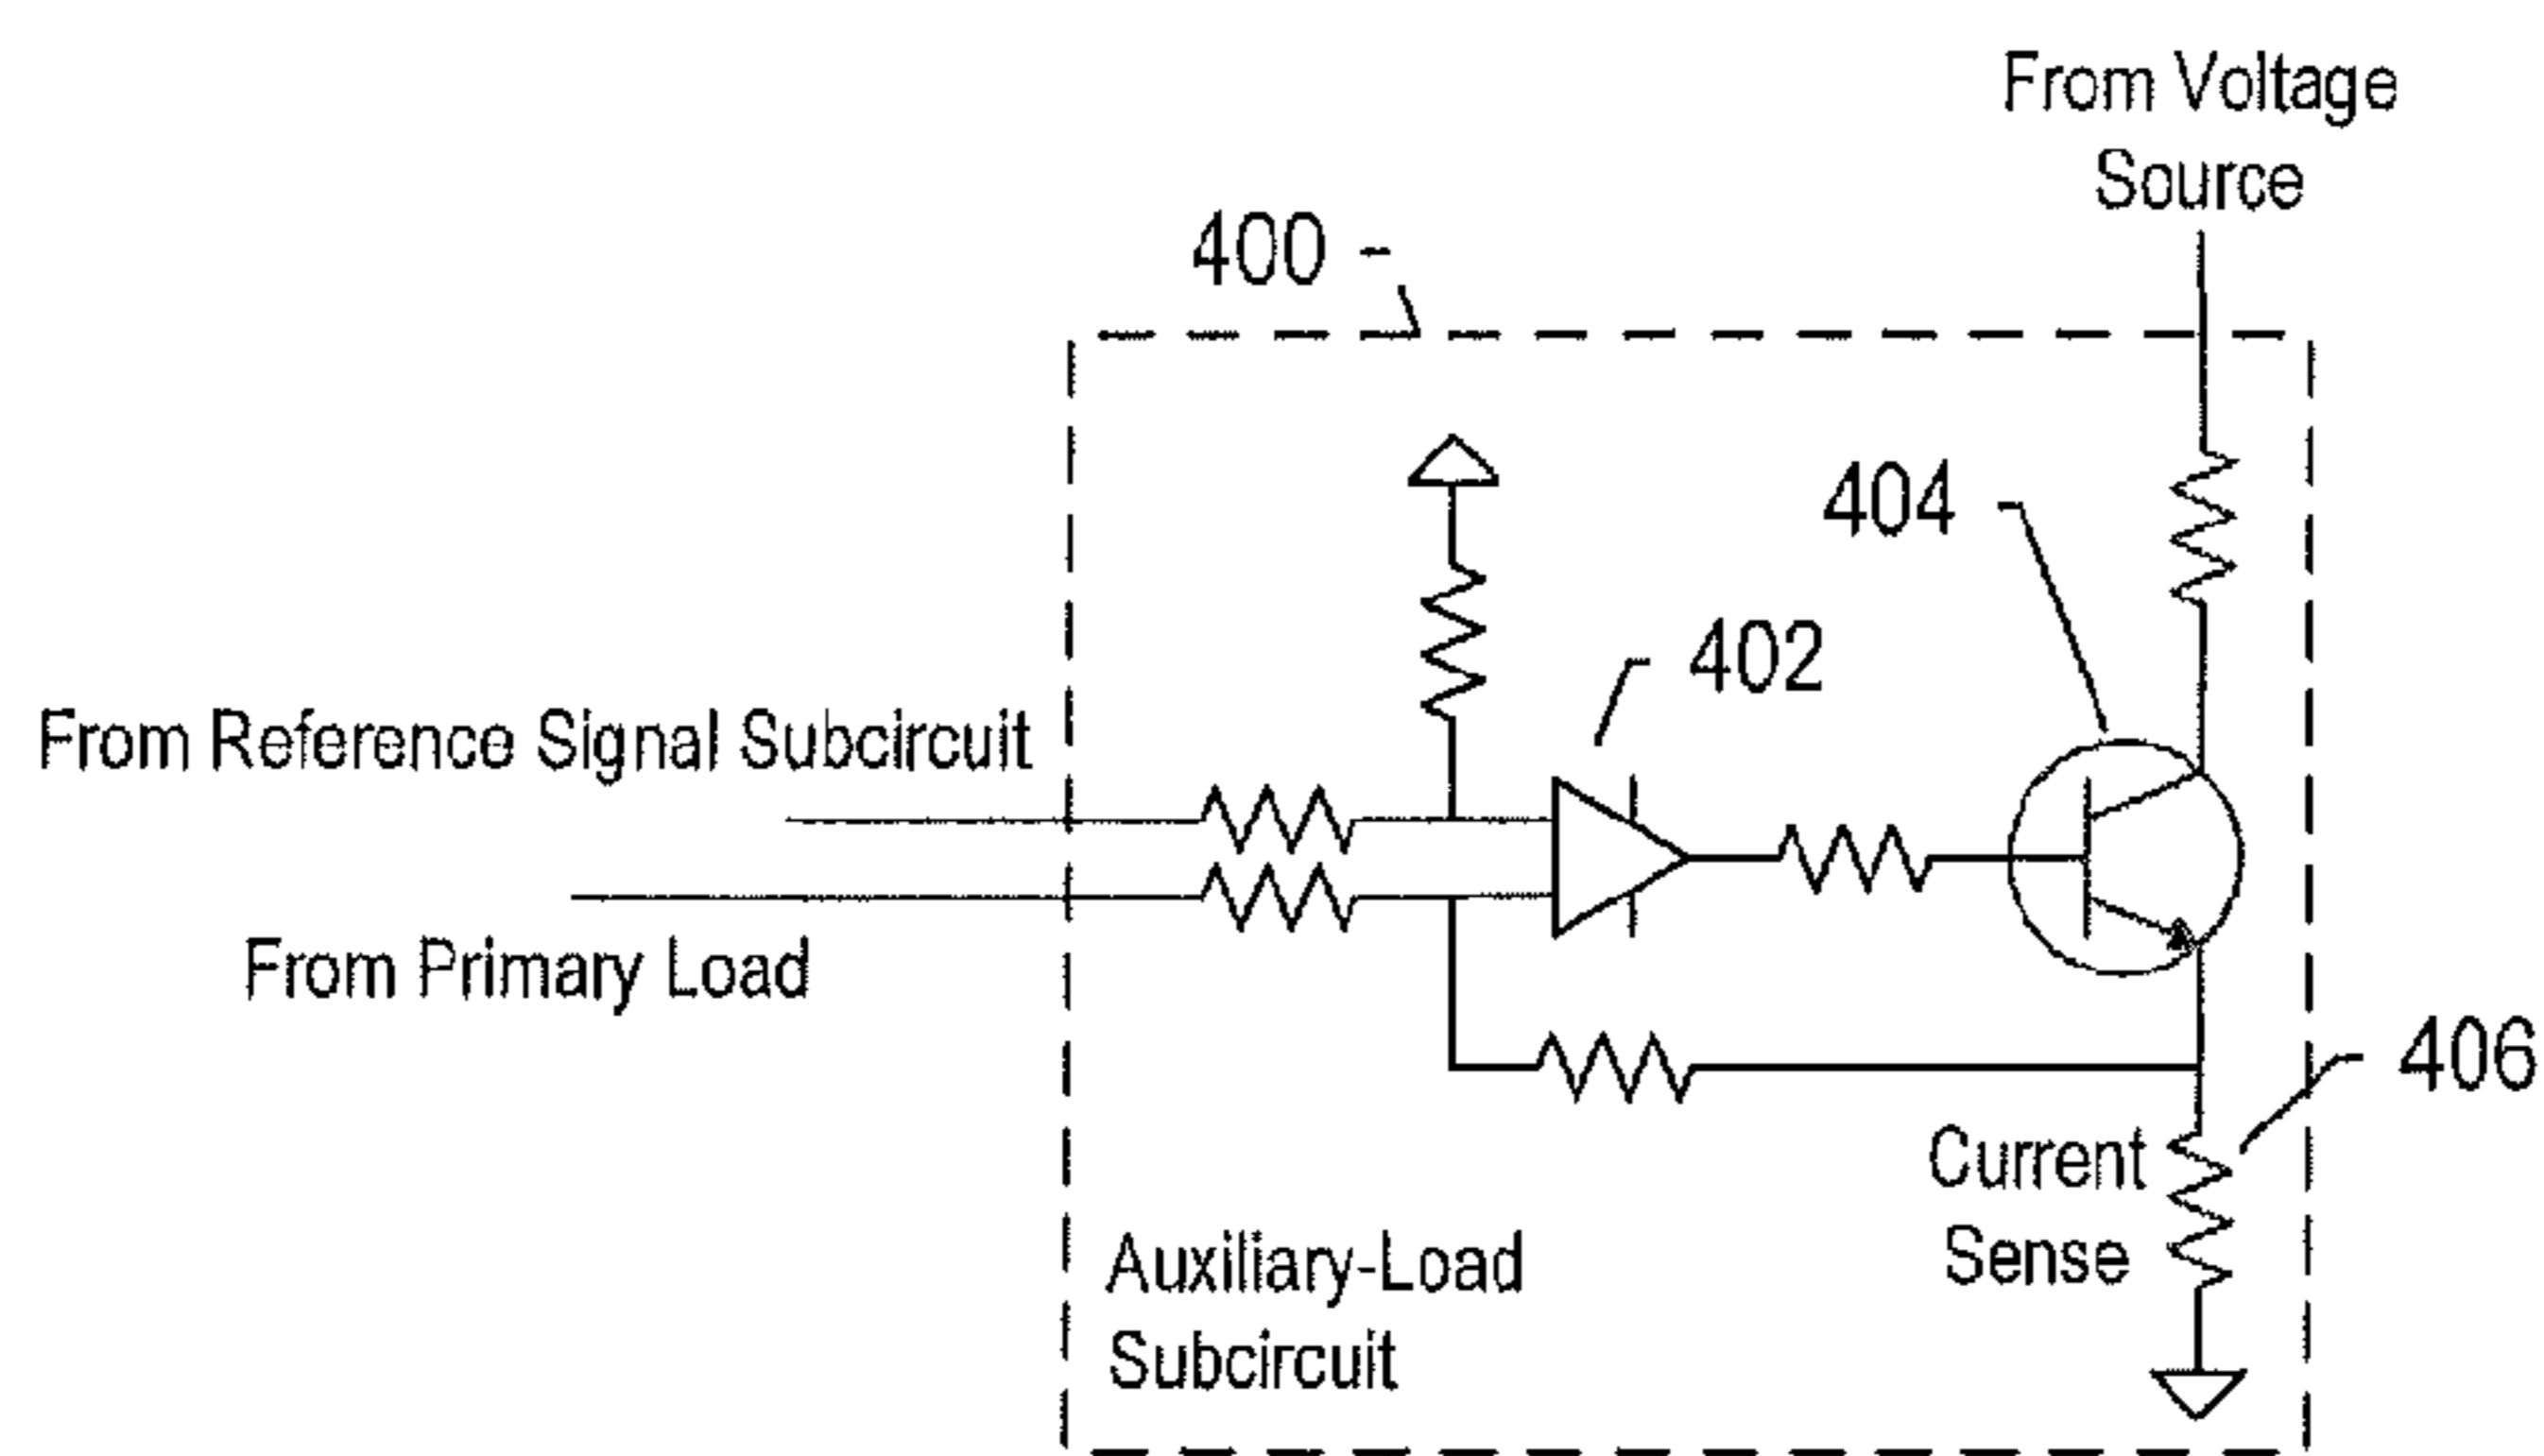 From Voltage
Source
400
404
402
From Reference Signal Subcircuit
From Primary Load
406
Current
Sense
Auxiliary-Load
Subcircuit